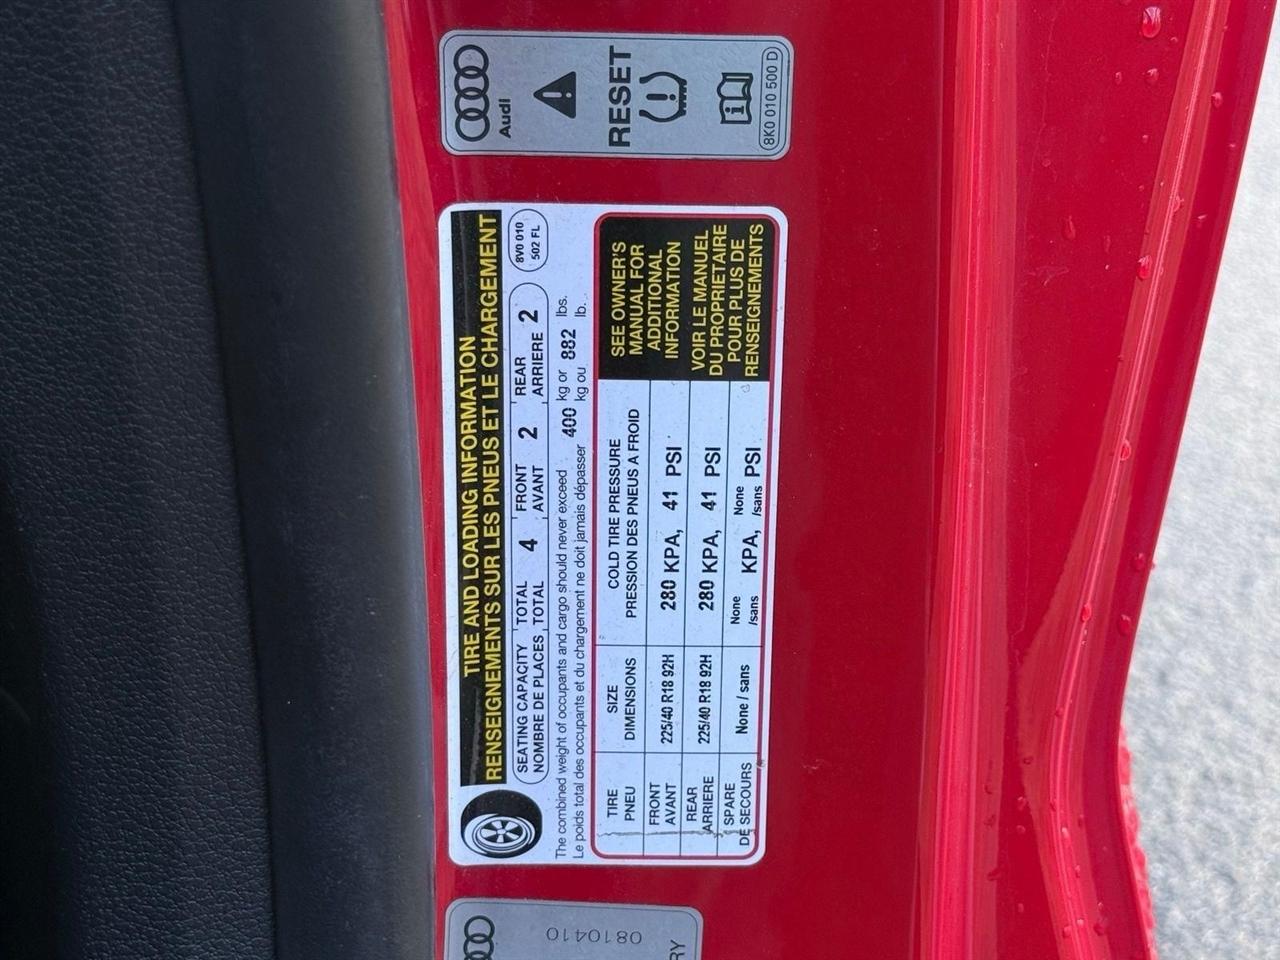 Audi
RESET
8K0 010 500 D
TIRE AND LOADING INFORMATION
RENSEIGNEMENTS SUR LES PNEUS ET LE CHARGEMENT
8V0 010
502 FL
SEATING CAPACITY TOTAL 4 FRONT 2 REAR 2
NOMBRE DE PLACES TOTAL AVANT ARRIERE
The combined weight of occupants and cargo should never exceed 400 kg or 882 lbs.
Le poids total des occupants et du chargement ne doit jamais dépasser kg ou lb.
TIRE SIZE COLD TIRE PRESSURE
PNEU DIMENSIONS PRESSION DES PNEUS A FROID
FRONT
AVANT 225/40 R18 92H 280 KPA, 41 PSI
REAR
ARRIERE 225/40 R18 92H 280 KPA, 41 PSI
SPARE
DE SECOURS None / sans None /sans KPA, None /sans PSI
SEE OWNER'S
MANUAL FOR
ADDITIONAL
INFORMATION
VOIR LE MANUEL
DU PROPRIETAIRE
POUR PLUS DE
RENSEIGNEMENTS
0810410